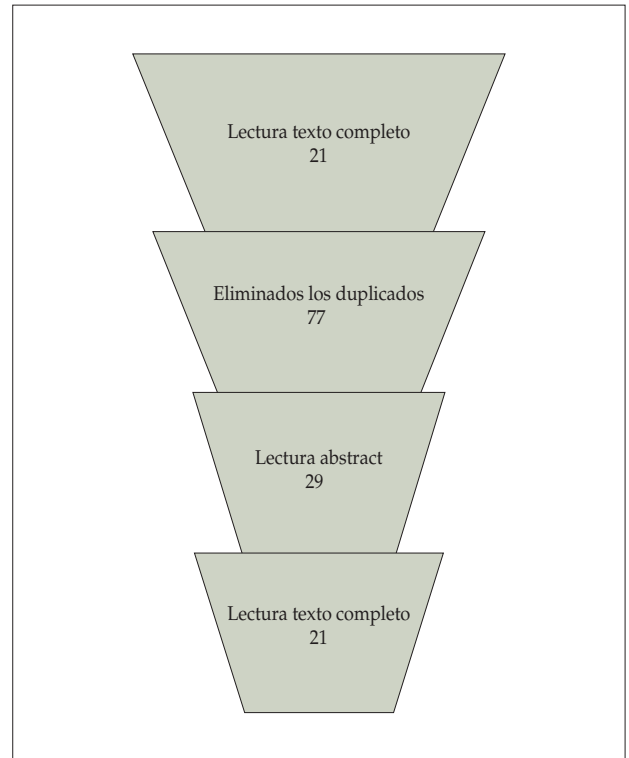 Lectura texto completo
21
Eliminados los duplicados
77
Lectura abstract
29
Lectura texto completo
21